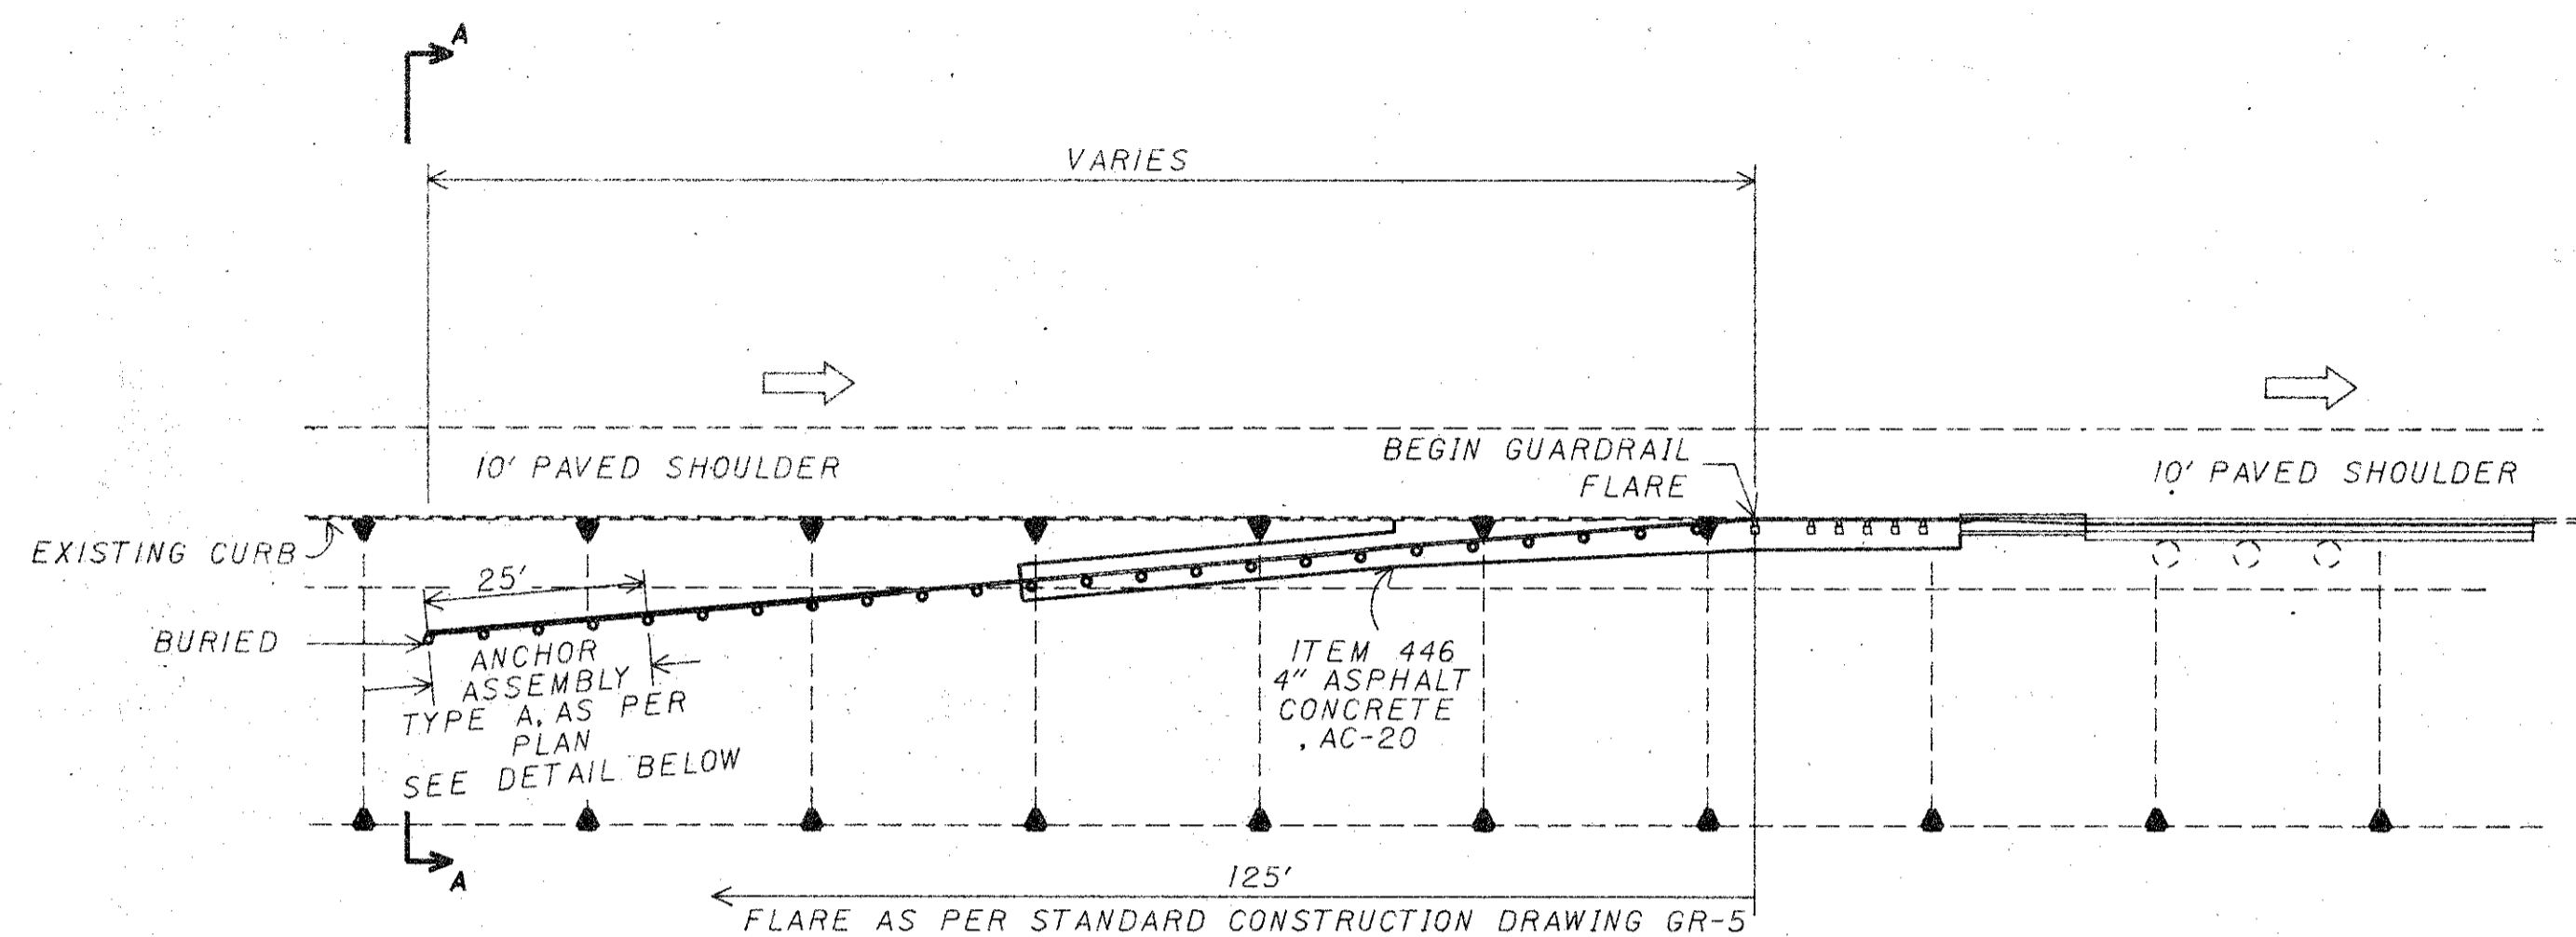 A
VARIES
BEGIN GUARDRAIL
FLARE
10' PAVED SHOULDER
10' PAVED SHOULDER
EXISTING CURB
25'
BURIED
ANCHOR
ASSEMBLY
TYPE A, AS PER
PLAN
SEE DETAIL BELOW
ITEM 446
4" ASPHALT
CONCRETE
, AC-20
A
125'
FLARE AS PER STANDARD CONSTRUCTION DRAWING GR-5